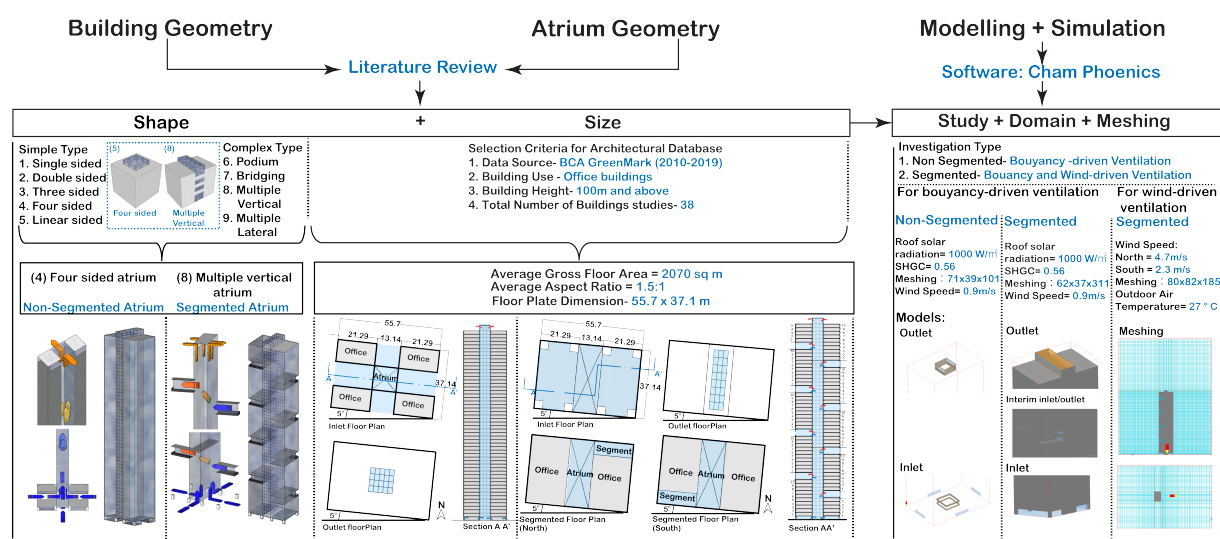 Building Geometry
Atrium Geometry
Modelling + Simulation
Literature Review
Software: Cham Phoenics
Shape
+
Size
Study + Domain + Meshing
Simple Type
1. Single sided
2. Double sided
3. Three sided
4. Four sided
5. Linear sided
(5)
Four sided
(8)
Multiple
Vertical
Complex Type
6. Podium
7. Bridging
8. Multiple
Vertical
9. Multiple
Lateral
Selection Criteria for Architectural Database
1. Data Source- BCA GreenMark (2010-2019)
2. Building Use - Office buildings
3. Building Height- 100m and above
4. Total Number of Buildings studies- 38
Investigation Type
1. Non Segmented- Bouyancy -driven Ventilation
2. Segmented- Bouancy and Wind-driven Ventilation
For bouyancy-driven ventilation
For wind-driven
ventilation
Non-Segmented
Segmented
Segmented
Roof solar
radiation= 1000 W/㎡
SHGC= 0.56
Meshing：71x39x101
Wind Speed= 0.9m/s
Roof solar
radiation= 1000 W/㎡
SHGC= 0.56
Meshing：62x37x311
Wind Speed= 0.9m/s
Wind Speed:
North = 4.7m/s
South = 2.3 m/s
Meshing：80x82x185
Outdoor Air
Temperature= 27 ° C
(4) Four sided atrium
Non-Segmented Atrium
(8) Multiple vertical
atrium
Segmented Atrium
Average Gross Floor Area = 2070 sq m
Average Aspect Ratio = 1.5:1
Floor Plate Dimension- 55.7 x 37.1 m
55.7
21.29
13.14
21.29
Office
Office
Atrium
A
A'
37.14
Office
Office
5°
Inlet Floor Plan
5°
Outlet floorPlan
N
Section A A'
55.7
21.29
13.14
21.29
A
A'
37.14
5°
Inlet Floor Plan
5°
Outlet floorPlan
Segment
Office
Atrium
Office
5°
Segmented Floor Plan
(North)
Office
Atrium
Office
Segment
5°
Segmented Floor Plan
(South)
N
Section AA'
Models:
Outlet
Outlet
Meshing
Interim inlet/outlet
Inlet
Inlet